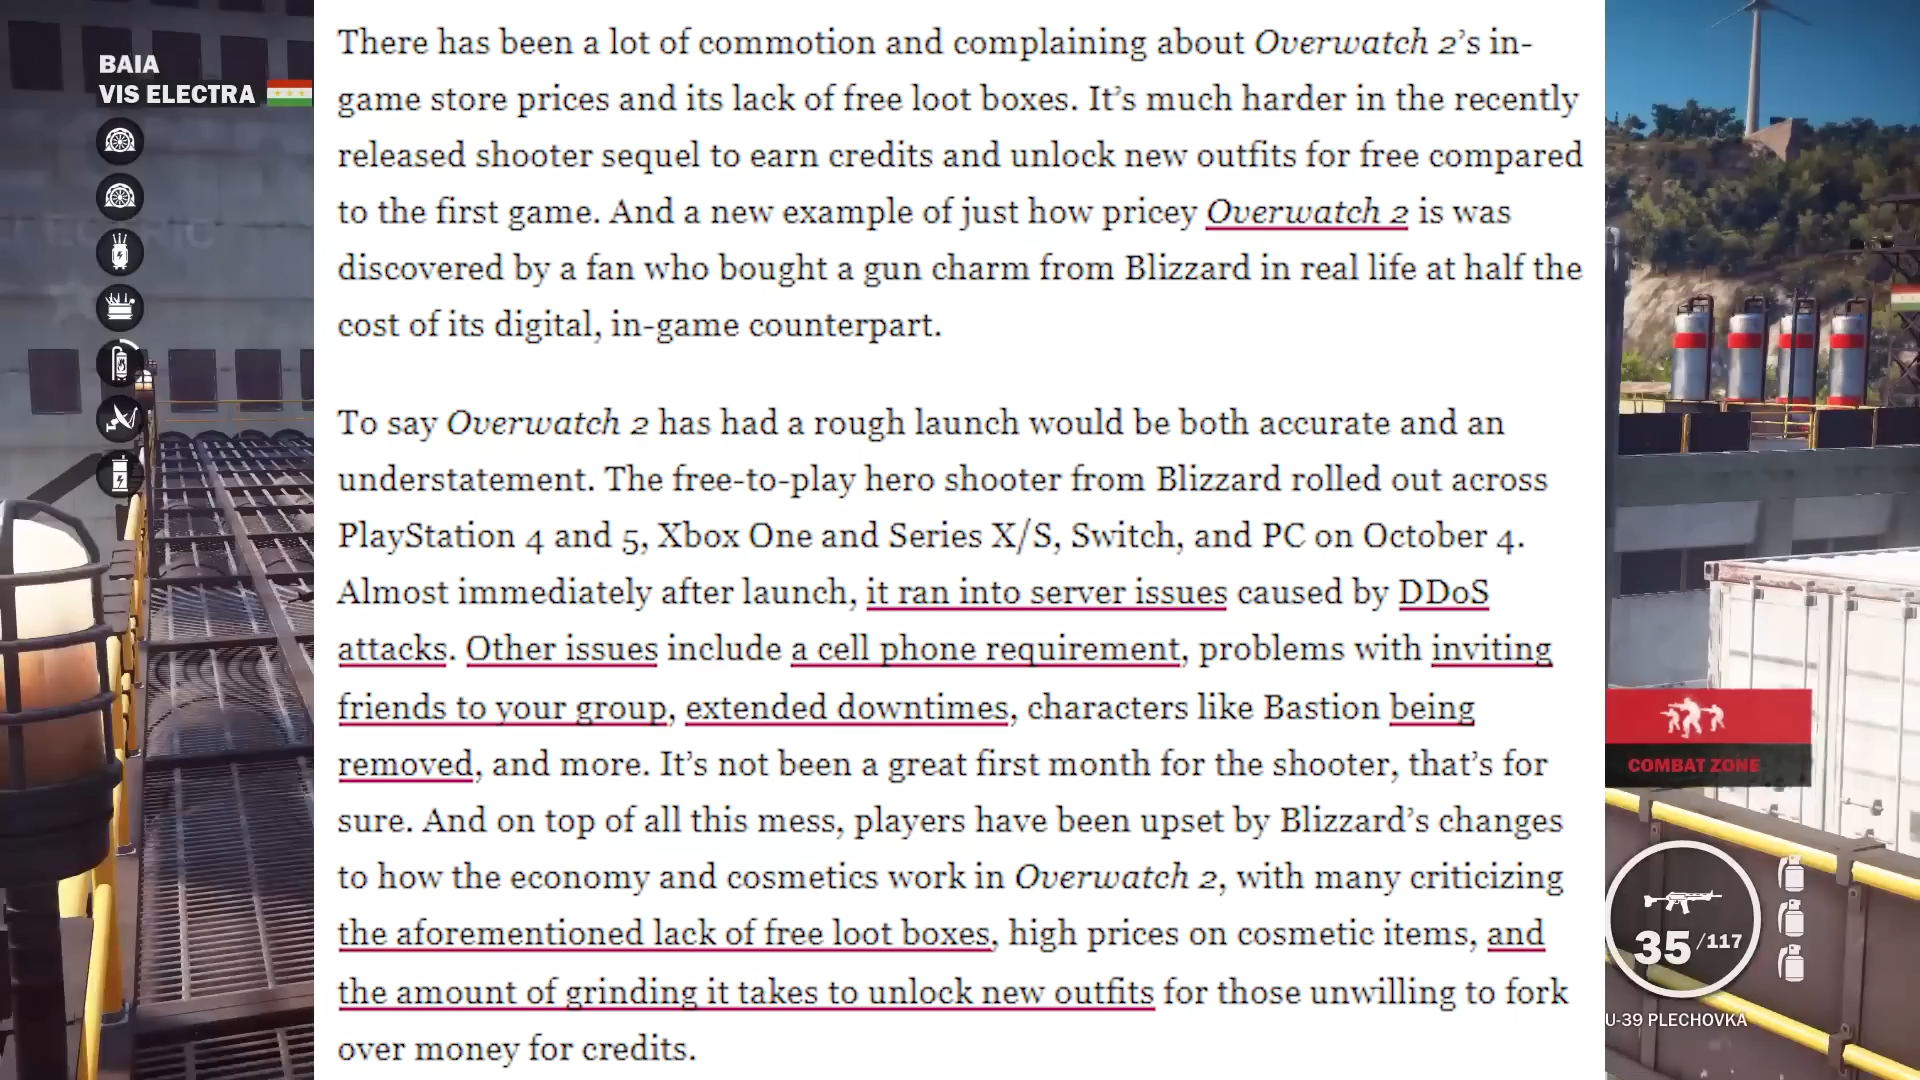 BAIA
VIS ELECTRA
There has been a lot of commotion and complaining about Overwatch 2’s in-
game store prices and its lack of free loot boxes. It’s much harder in the recently
released shooter sequel to earn credits and unlock new outfits for free compared
to the first game. And a new example of just how pricey Overwatch 2 is was
discovered by a fan who bought a gun charm from Blizzard in real life at half the
cost of its digital, in-game counterpart.
To say Overwatch 2 has had a rough launch would be both accurate and an
understatement. The free-to-play hero shooter from Blizzard rolled out across
PlayStation 4 and 5, Xbox One and Series X/S, Switch, and PC on October 4.
Almost immediately after launch, it ran into server issues caused by DDoS
attacks. Other issues include a cell phone requirement, problems with inviting
friends to your group, extended downtimes, characters like Bastion being
removed, and more. It’s not been a great first month for the shooter, that’s for
sure. And on top of all this mess, players have been upset by Blizzard’s changes
to how the economy and cosmetics work in Overwatch 2, with many criticizing
the aforementioned lack of free loot boxes, high prices on cosmetic items, and
the amount of grinding it takes to unlock new outfits for those unwilling to fork
over money for credits.
COMBAT ZONE
35/117
U-39 PLECHOVKA